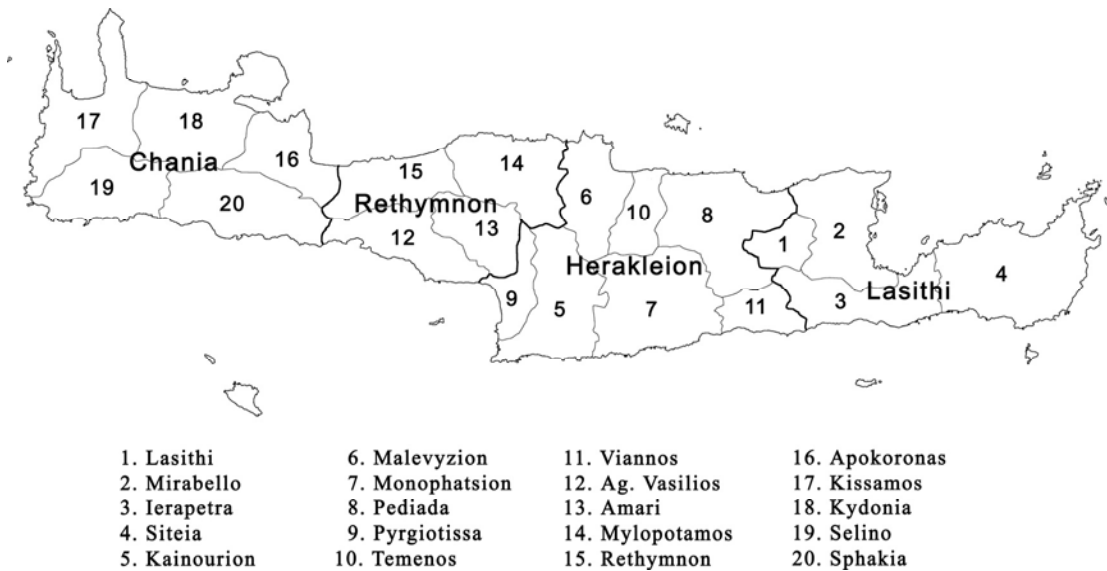 17
18
Chania
16
19
20
15
14
Rethymnon
12
13
6
10
8
Herakleion
9
5
7
11
1
2
Lasithi
3
4
1. Lasithi
2. Mirabello
3. Ierapetra
4. Siteia
5. Kainourion
6. Malevyzion
7. Monophatsion
8. Pediada
9. Pyrgiotissa
10. Temenos
11. Viannos
12. Ag. Vasilios
13. Amari
14. Mylopotamos
15. Rethymnon
16. Apokoronas
17. Kissamos
18. Kydonia
19. Selino
20. Sphakia